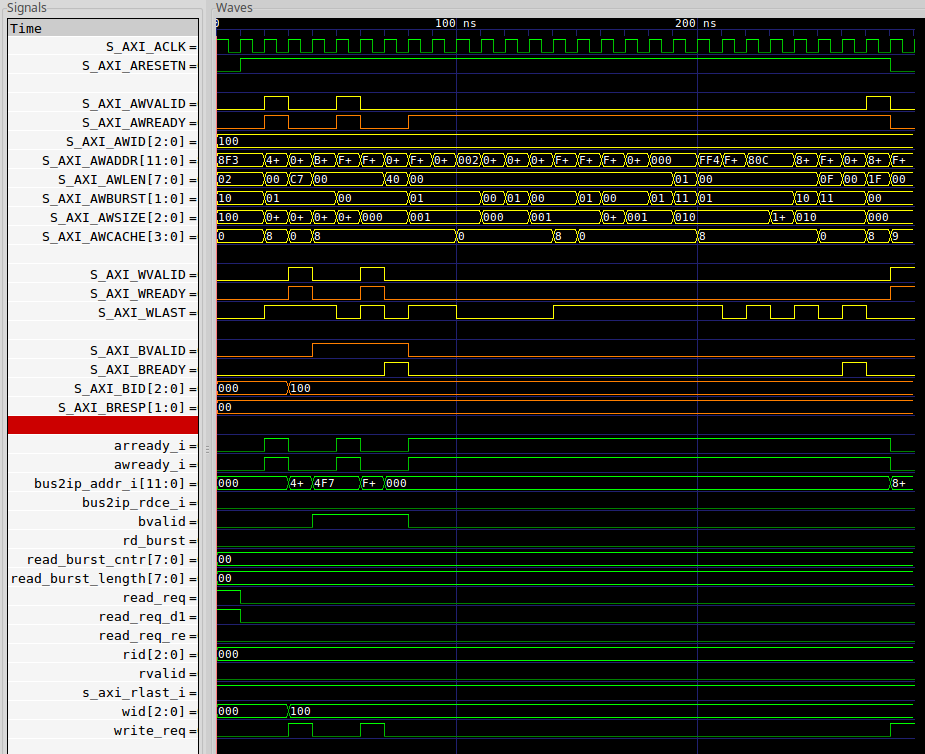 Signals
Waves
Time
0 100 ns 200 ns
S_AXI_ACLK =
S_AXI_ARESETN =
S_AXI_AWVALID =
S_AXI_AWREADY =
S_AXI_AWID[2:0] = 100
S_AXI_AWADDR[11:0] = 8F3 4+ 0+ B+ F+ F+ 0+ F+ 0+ 002 0+ 0+ 0+ F+ F+ F+ 0+ 000 FF4 F+ 80C 8+ F+ 0+ 8+ F+
S_AXI_AWLEN[7:0] = 02 00 C7 00 40 00 01 00 0F 00 1F 00
S_AXI_AWBURST[1:0] = 10 01 00 01 00 01 00 01 00 01 11 01 10 11 00
S_AXI_AWSIZE[2:0] = 100 0+ 0+ 0+ 0+ 000 001 000 001 0+ 001 010 1+ 010 000
S_AXI_AWCACHE[3:0] = 0 8 0 8 0 8 0 8 0 8 9
S_AXI_WVALID =
S_AXI_WREADY =
S_AXI_WLAST =
S_AXI_BVALID =
S_AXI_BREADY =
S_AXI_BID[2:0] = 000 100
S_AXI_BRESP[1:0] = 00
arready_i =
awready_i =
bus2ip_addr_i[11:0] = 000 4+ 4F7 F+ 000 8+
bus2ip_rdce_i =
bvalid =
rd_burst =
read_burst_cntr[7:0] = 00
read_burst_length[7:0] = 00
read_req =
read_req_d1 =
read_req_re =
rid[2:0] = 000
rvalid =
s_axi_rlast_i =
wid[2:0] = 000 100
write_req =